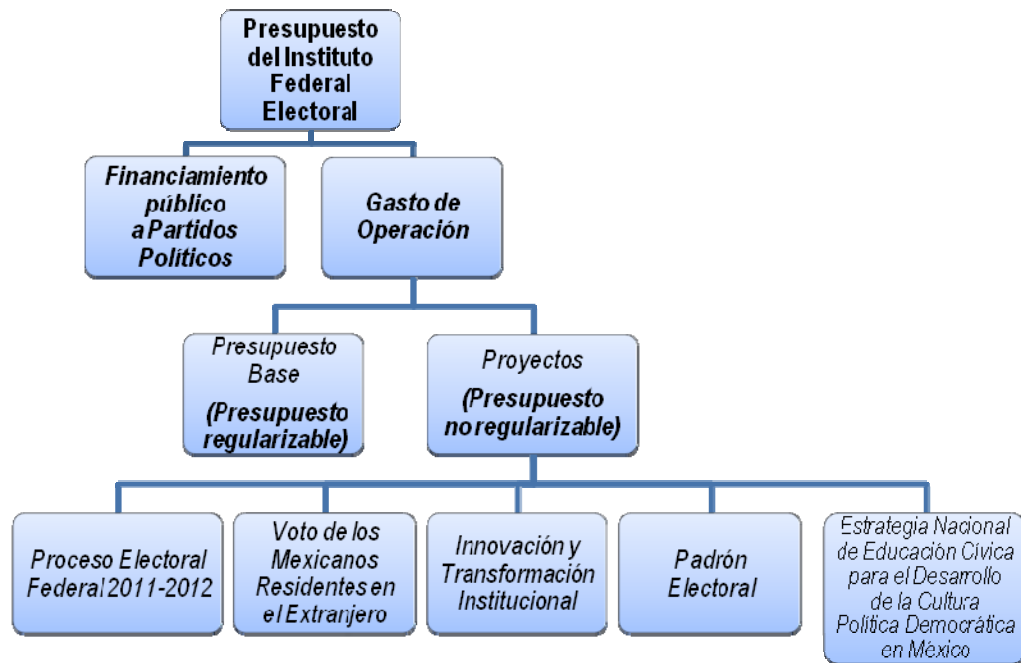 Presupuesto
del Instituto
Federal
Electoral
Financiamiento
público
a Partidos
Políticos
Gasto de
Operación
Presupuesto
Base
(Presupuesto
regularizable)
Proyectos
(Presupuesto
no regularizable)
Proceso Electoral
Federal 2011-2012
Voto de los
Mexicanos
Residentes en
el Extranjero
Innovación y
Transformación
Institucional
Padrón
Electoral
Estrategia Nacional
de Educación Cívica
para el Desarrollo
de la Cultura
Política Democrática
en México